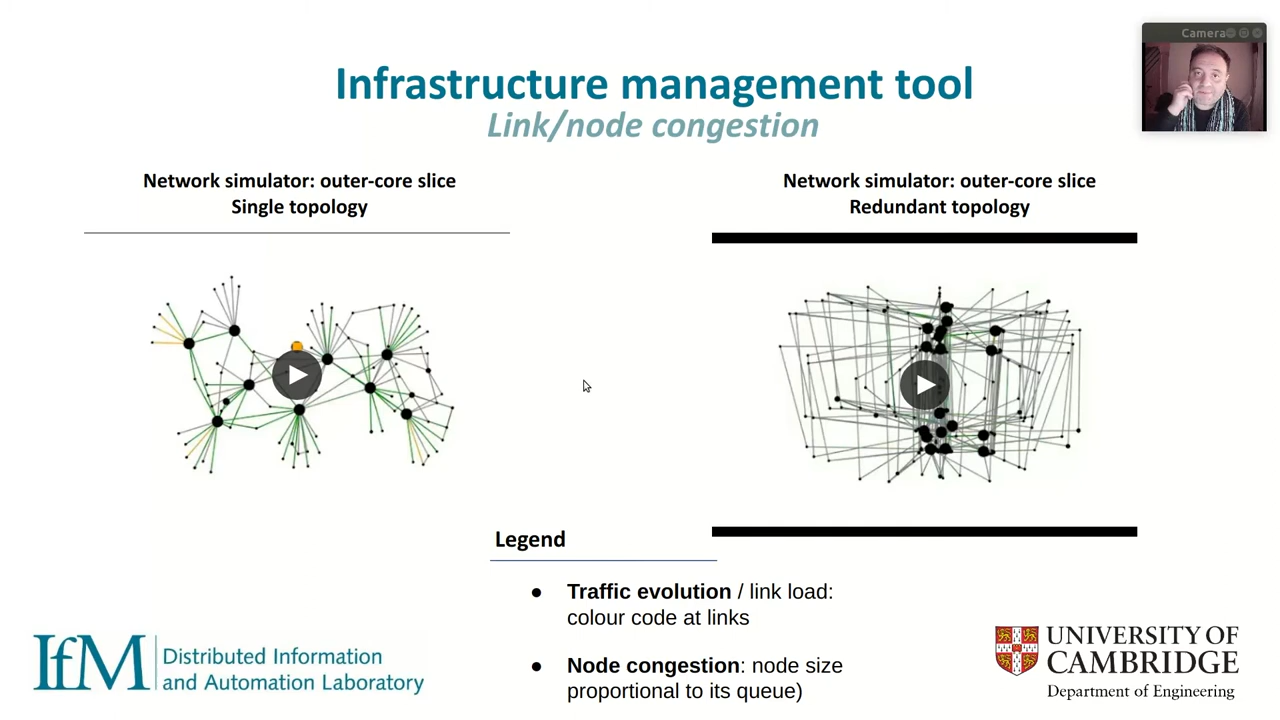 Camera
Infrastructure management tool
Link/node congestion
Network simulator: outer-core slice
Single topology
Network simulator: outer-core slice
Redundant topology
Legend
● Traffic evolution / link load:
colour code at links
● Node congestion: node size
proportional to its queue)
IfM
Distributed Information
and Automation Laboratory
UNIVERSITY OF
CAMBRIDGE
Department of Engineering